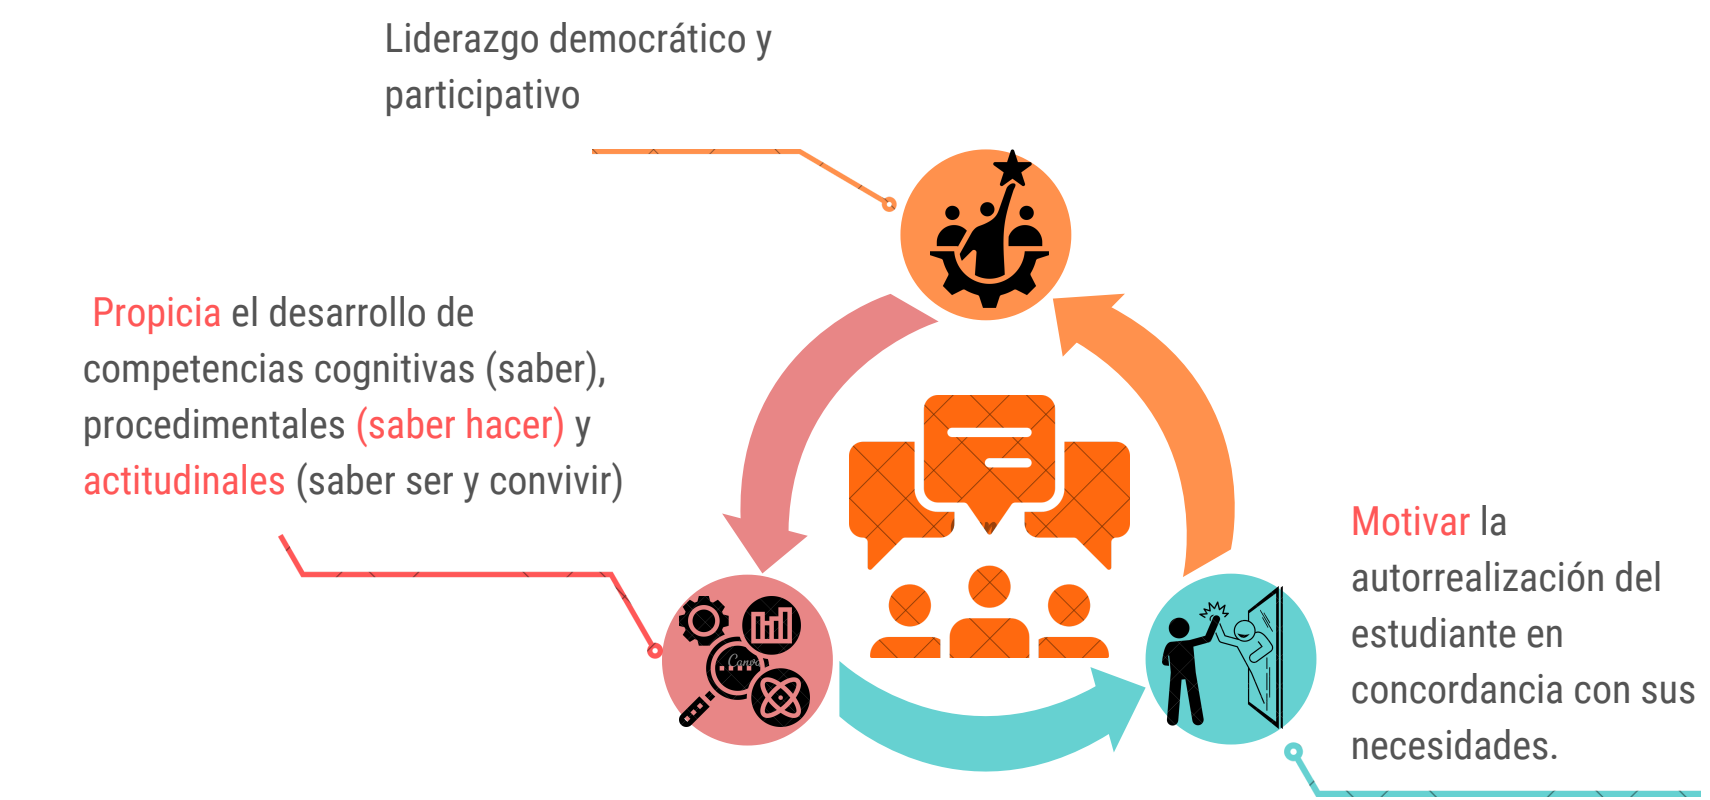 Liderazgo democrático y
participativo
Propicia el desarrollo de
competencias cognitivas (saber),
procedimentales (saber hacer) y
actitudinales (saber ser y convivir)
Motivar la
autorrealización del
estudiante en
concordancia con sus
necesidades.
Canva